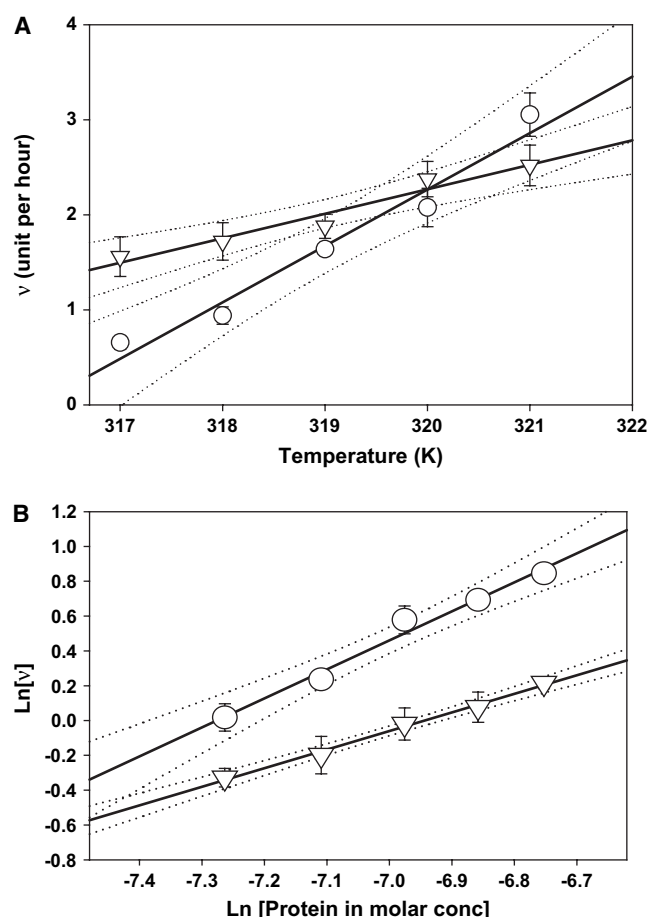 A
4
3
2
1
0
ν (unit per hour)
317 318 319 320 321 322
Temperature (K)
B
1.2
1.0
0.8
0.6
0.4
0.2
0.0
-0.2
-0.4
-0.6
-0.8
Ln[ν]
-7.4 -7.3 -7.2 -7.1 -7.0 -6.9 -6.8 -6.7
Ln [Protein in molar conc]